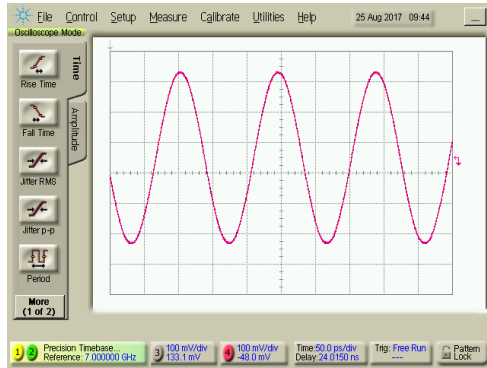 File Control Setup Measure Calibrate Utilities Help 25 Aug 2017 09:44
Oscilloscope Mode
Time
Amplitude
Rise Time
Fall Time
Jitter RMS
Jitter p-p
Period
More
(1 of 2)
1 2 Precision Timebase... 3 100 mV/div 4 100 mV/div Time:50.0 ps/div Trig: Free Run Pattern
Reference: 7.000000 GHz 133.1 mV -48.0 mV Delay:24.0150 ns --- Lock